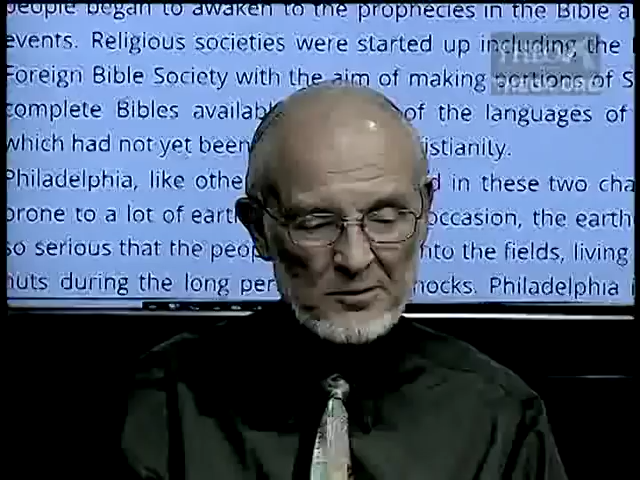 people began to awaken to the prophecies in the Bible a
events. Religious societies were started up including the
Foreign Bible Society with the aim of making portions of S
complete Bibles availab of the languages of
which had not yet been istianity.
Philadelphia, like othe d in these two cha
prone to a lot of earth occasion, the earth
so serious that the peop nto the fields, living
huts during the long per hocks. Philadelphia i